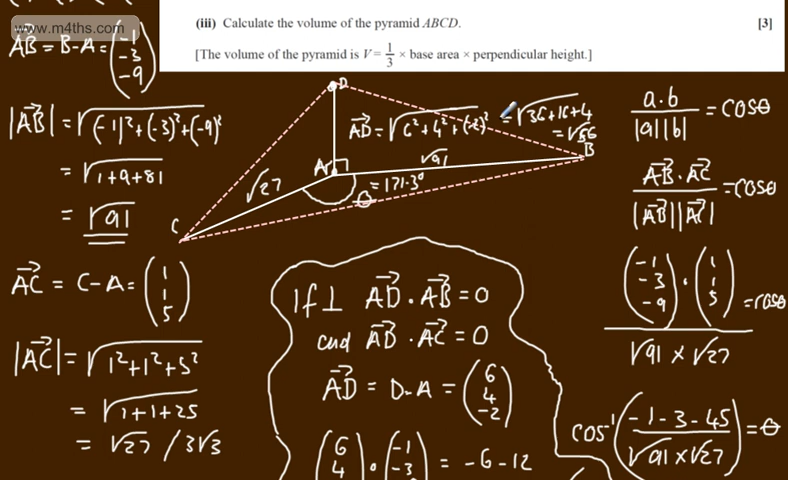 www.m4ths.com
(iii) Calculate the volume of the pyramid ABCD. [3]
[The volume of the pyramid is V = 1/3 × base area × perpendicular height.]
AB = B-A = (-1 -3 -9)
|AB| = √(-1)²+(-3)²+(-9)²
= √1+9+81
= √91
AC = C-A = (1 1 5)
|AC| = √1²+1²+5²
= √1+1+25
= √27 / 3√3
D
AD = √6²+4²+(-2)² = √36+16+4
= √56
A
√91
B
√27
θ = 171.3°
C
If ⊥ AD . AB = 0
and AD . AC = 0
AD = D-A = (6 4 -2)
(6 4 • (-1 -3 = -6 -12
a.b / |a||b| = cosθ
AB . AC / |AB||AC| = cosθ
(-1 -3 -9) . (1 1 5) / √91 × √27 = cosθ
cos⁻¹(-1-3-45 / √91 × √27) = θ